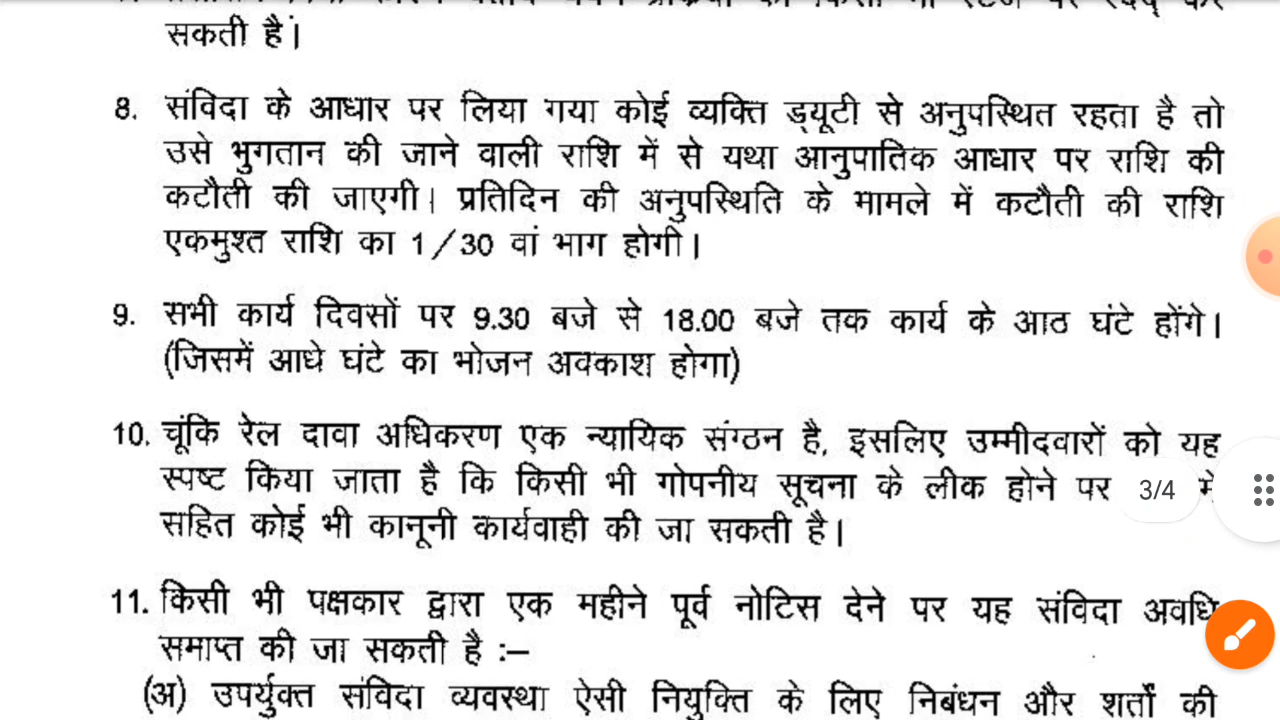 सकती है।
8. संविदा के आधार पर लिया गया कोई व्यक्ति ड्यूटी से अनुपस्थित रहता है तो
उसे भुगतान की जाने वाली राशि में से यथा आनुपातिक आधार पर राशि की
कटौती की जाएगी। प्रतिदिन की अनुपस्थिति के मामले में कटौती की राशि
एकमुश्त राशि का 1/30 वां भाग होगी।
9. सभी कार्य दिवसों पर 9.30 बजे से 18.00 बजे तक कार्य के आठ घंटे होंगे।
(जिसमें आधे घंटे का भोजन अवकाश होगा)
10. चूंकि रेल दावा अधिकरण एक न्यायिक संगठन है, इसलिए उम्मीदवारों को यह
स्पष्ट किया जाता है कि किसी भी गोपनीय सूचना के लीक होने पर 3/4
सहित कोई भी कानूनी कार्यवाही की जा सकती है।
11. किसी भी पक्षकार द्वारा एक महीने पूर्व नोटिस देने पर यह संविदा अवधि
समाप्त की जा सकती है :–
(अ) उपर्युक्त संविदा व्यवस्था ऐसी नियुक्ति के लिए निबंधन और शर्तों की